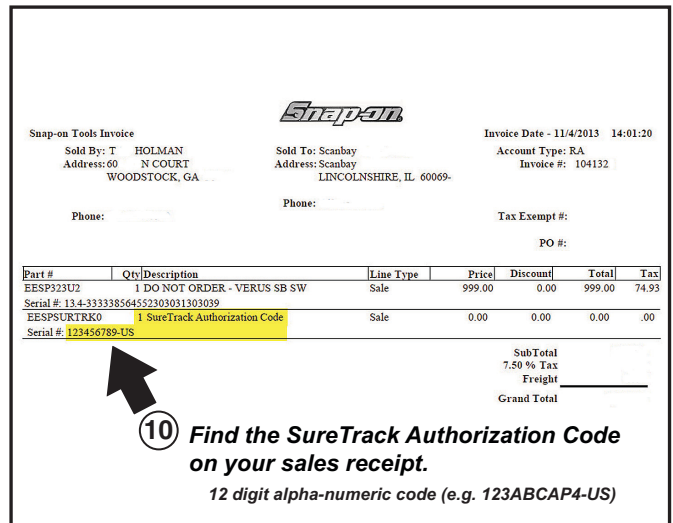 Snap-on
Snap-on Tools Invoice
Invoice Date - 11/4/2013 14:01:20
Sold By: T HOLMAN
Sold To: Scanbay
Account Type: RA
Address: 60 N COURT
Address: Scanbay
Invoice #: 104132
WOODSTOCK, GA
LINCOLNSHIRE, IL 60069-
Phone:
Phone:
Tax Exempt #:
PO #:
Part # Qty Description Line Type Price Discount Total Tax
EESP323U2 1 DO NOT ORDER - VERUS SB SW Sale 999.00 0.00 999.00 74.93
Serial #: 13.4-333338564552303031303039
EESPSURTRK0 1 SureTrack Authorization Code Sale 0.00 0.00 0.00 .00
Serial #: 123456789-US
SubTotal
7.50 % Tax
Freight
Grand Total
10 Find the SureTrack Authorization Code
on your sales receipt.
12 digit alpha-numeric code (e.g. 123ABCAP4-US)